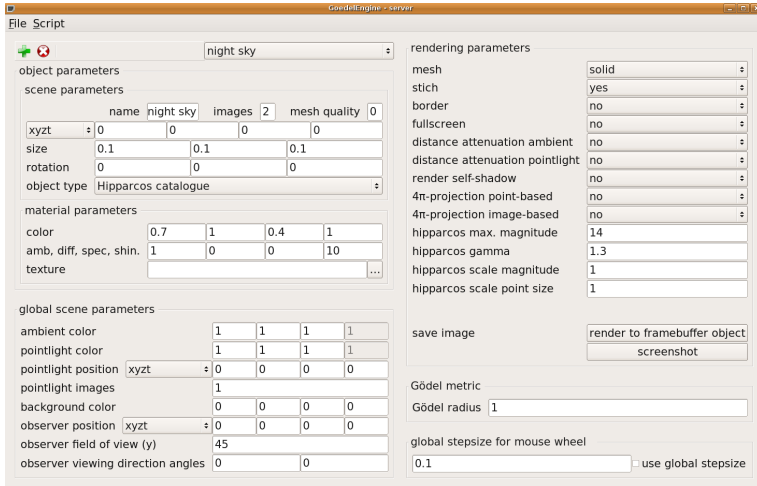 GoedelEngine - server
File Script
night sky
object parameters
scene parameters
name night sky images 2 mesh quality 0
xyzt 0 0 0 0
size 0.1 0.1 0.1
rotation 0 0 0
object type Hipparcos catalogue
material parameters
color 0.7 1 0.4 1
amb, diff, spec, shin. 1 0 0 10
texture ...
global scene parameters
ambient color 1 1 1 1
pointlight color 1 1 1 1
pointlight position xyzt 0 0 0 0
pointlight images 1
background color 0 0 0 0
observer position xyzt 0 0 0 0
observer field of view (y) 45
observer viewing direction angles 0 0
rendering parameters
mesh solid
stich yes
border no
fullscreen no
distance attenuation ambient no
distance attenuation pointlight no
render self-shadow no
4π-projection point-based no
4π-projection image-based no
hipparcos max. magnitude 14
hipparcos gamma 1.3
hipparcos scale magnitude 1
hipparcos scale point size 1
save image render to framebuffer object
screenshot
Gödel metric
Gödel radius 1
global stepsize for mouse wheel
0.1 use global stepsize